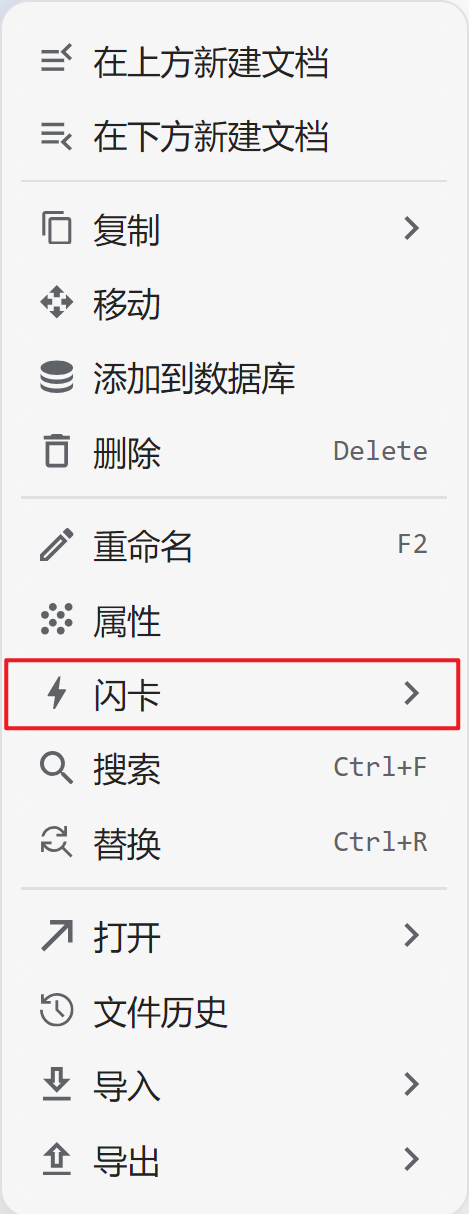 在上方新建文档
在下方新建文档
复制
移动
添加到数据库
删除 Delete
重命名 F2
属性
闪卡
搜索 Ctrl+F
替换 Ctrl+R
打开
文件历史
导入
导出